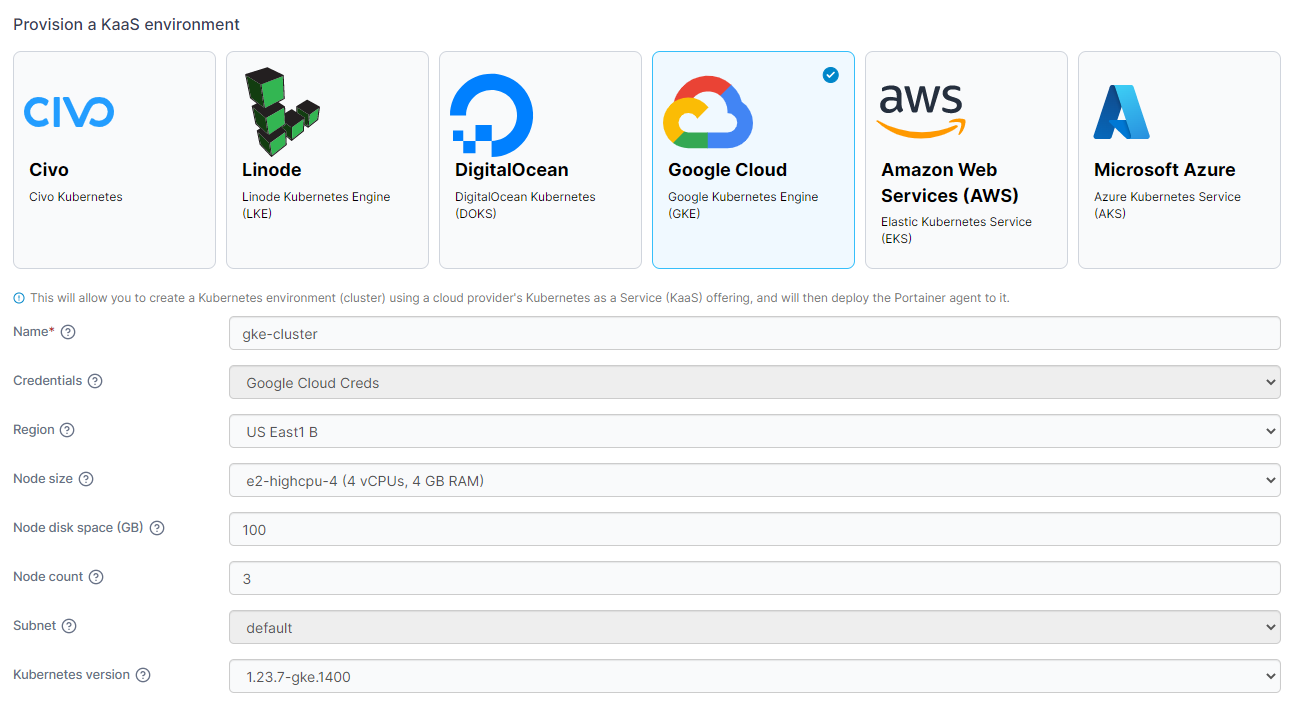 Provision a KaaS environment
CIVO
Civo
Civo Kubernetes
Linode
Linode Kubernetes Engine
(LKE)
DigitalOcean
DigitalOcean Kubernetes
(DOKS)
Google Cloud
Google Kubernetes Engine
(GKE)
aws
Amazon Web
Services (AWS)
Elastic Kubernetes Service
(EKS)
Microsoft Azure
Azure Kubernetes Service
(AKS)
This will allow you to create a Kubernetes environment (cluster) using a cloud provider's Kubernetes as a Service (KaaS) offering, and will then deploy the Portainer agent to it.
Name* gke-cluster
Credentials Google Cloud Creds
Region US East1 B
Node size e2-highcpu-4 (4 vCPUs, 4 GB RAM)
Node disk space (GB) 100
Node count 3
Subnet default
Kubernetes version 1.23.7-gke.1400